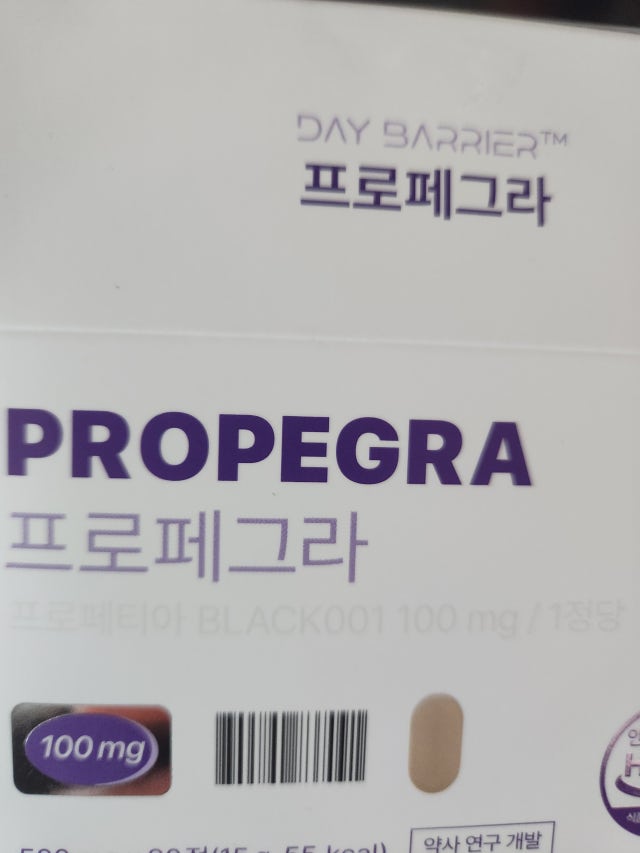 DAY BARRIER™
프로페그라
PROPEGRA
프로페그라
프로페티아 BLACK001 100 mg / 1정당
100 mg
약사 연구 개발